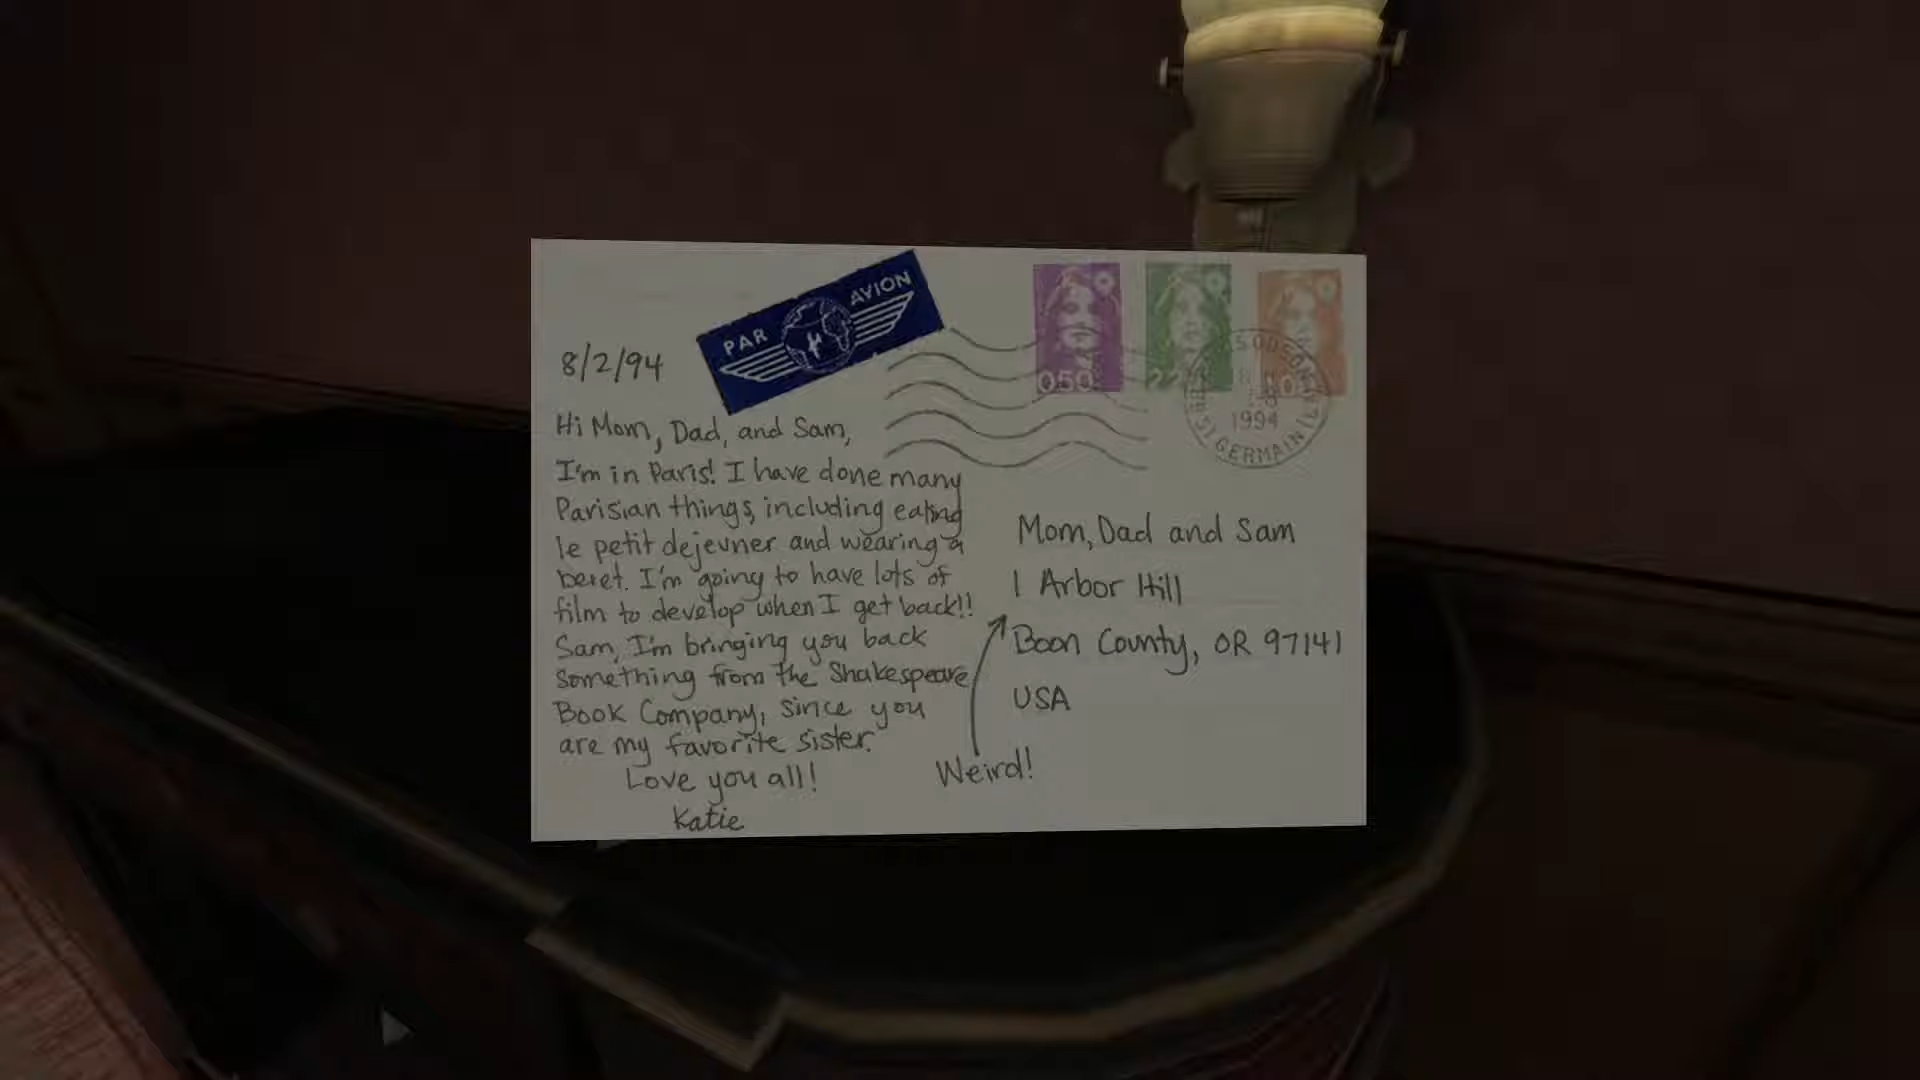 PAR AVION
050
8/2/94
1994
ST GERMAIN
Hi Mom, Dad, and Sam,
I'm in Paris! I have done many
Parisian things, including eating
le petit dejeuner and wearing a
beret. I'm going to have lots of
film to develop when I get back!!
Sam, I'm bringing you back
something from the Shakespeare
Book Company, since you
are my favorite sister.
Love you all!
Katie
Mom, Dad and Sam
1 Arbor Hill
Boon County, OR 97141
USA
Weird!